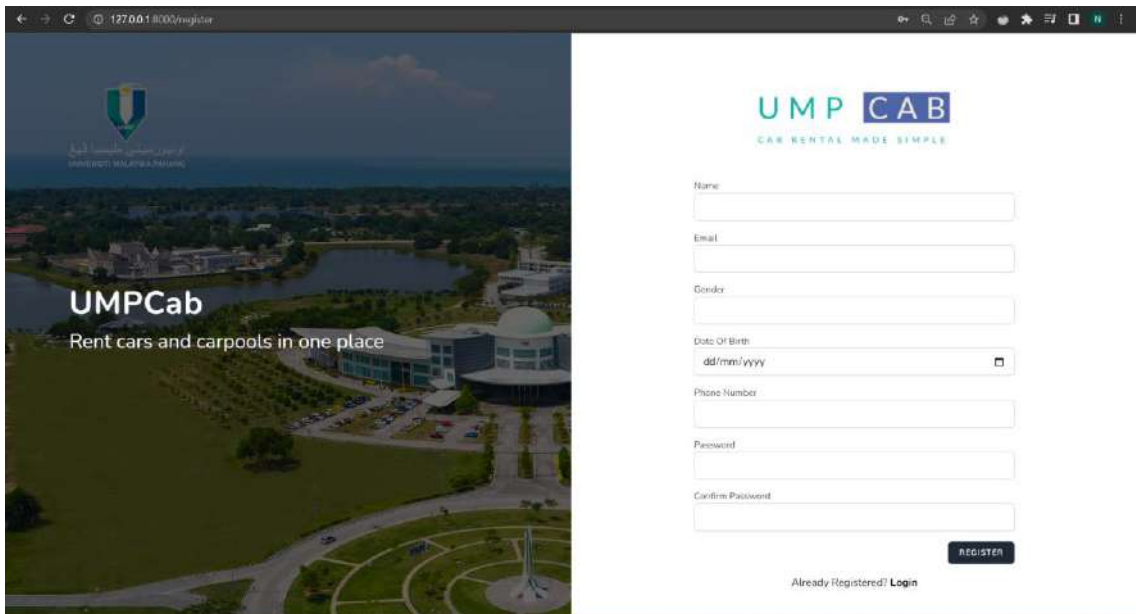 127.0.0.1:8000/register
N
UNIVERSITI MALAYSIA PAHANG
UMPCab
Rent cars and carpools in one place
UMP CAB
CAR RENTAL MADE SIMPLE
Name
Email
Gender
Date Of Birth
dd/mm/yyyy
Phone Number
Password
Confirm Password
REGISTER
Already Registered? Login